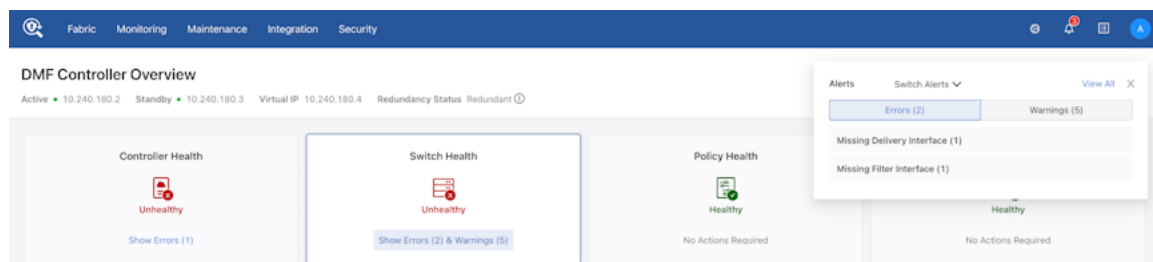 Fabric Monitoring Maintenance Integration Security
3
A
DMF Controller Overview
Active • 10.240.180.2 Standby • 10.240.180.3 Virtual IP 10.240.180.4 Redundancy Status Redundant
Alerts Switch Alerts View All X
Errors (2) Warnings (5)
Missing Delivery Interface (1)
Missing Filter Interface (1)
Controller Health
Unhealthy
Show Errors (1)
Switch Health
Unhealthy
Show Errors (2) & Warnings (5)
Policy Health
Healthy
No Actions Required
Healthy
No Actions Required